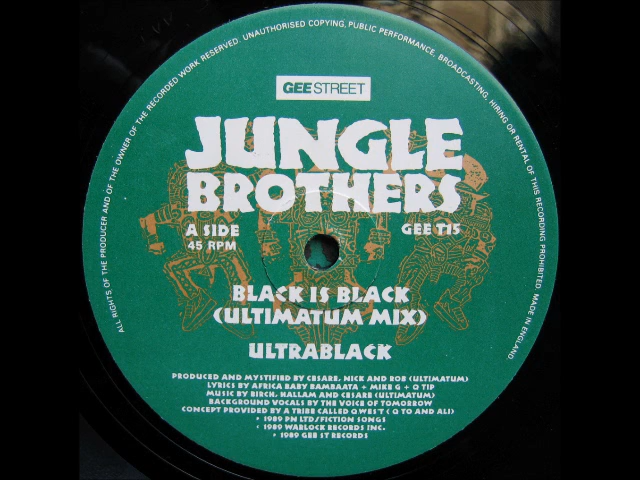 ALL RIGHTS OF THE PRODUCER AND OF THE OWNER OF THE RECORDED WORK RESERVED. UNAUTHORISED COPYING, PUBLIC PERFORMANCE, BROADCASTING, HIRING OR RENTAL OF THIS RECORDING PROHIBITED. MADE IN ENGLAND
GEE STREET
JUNGLE
BROTHERS
A SIDE GEE T15
45 RPM
BLACK IS BLACK
(ULTIMATUM MIX)
ULTRABLACK
PRODUCED AND MYSTIFIED BY CESARE, NICK AND ROB (ULTIMATUM)
LYRICS BY AFRICA BABY BAMBAATA + MIKE G + Q TIP
MUSIC BY BIRCH, HALLAM AND CESARE (ULTIMATUM)
BACKGROUND VOCALS BY THE VOICE OF TOMORROW
CONCEPT PROVIDED BY A TRIBE CALLED QWEST ( Q TO AND ALI)
• 1989 PN LTD/FICTION SONGS
• 1989 WARLOCK RECORDS INC.
• 1989 GEE ST RECORDS